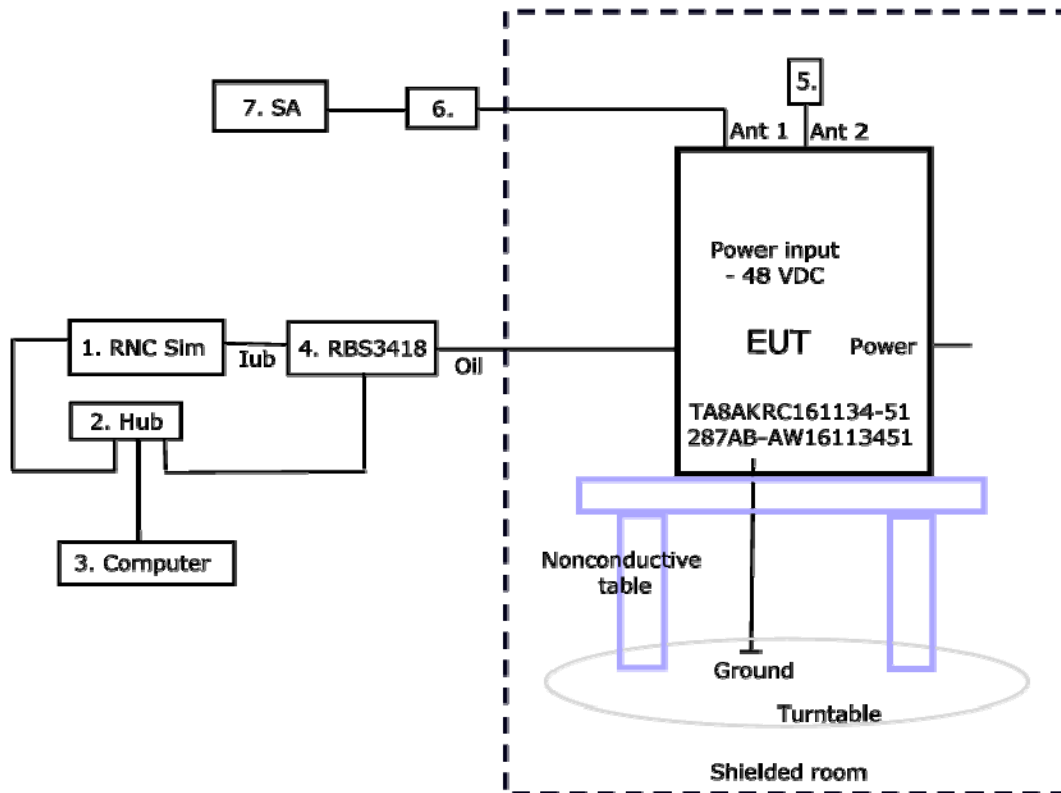 5.
7. SA
6.
Ant 1
Ant 2
Power input
- 48 VDC
1. RNC Sim
Iub
4. RBS3418
Oil
EUT
Power
2. Hub
TA8AKRC161134-51
287AB-AW16113451
3. Computer
Nonconductive
table
Ground
Turntable
Shielded room